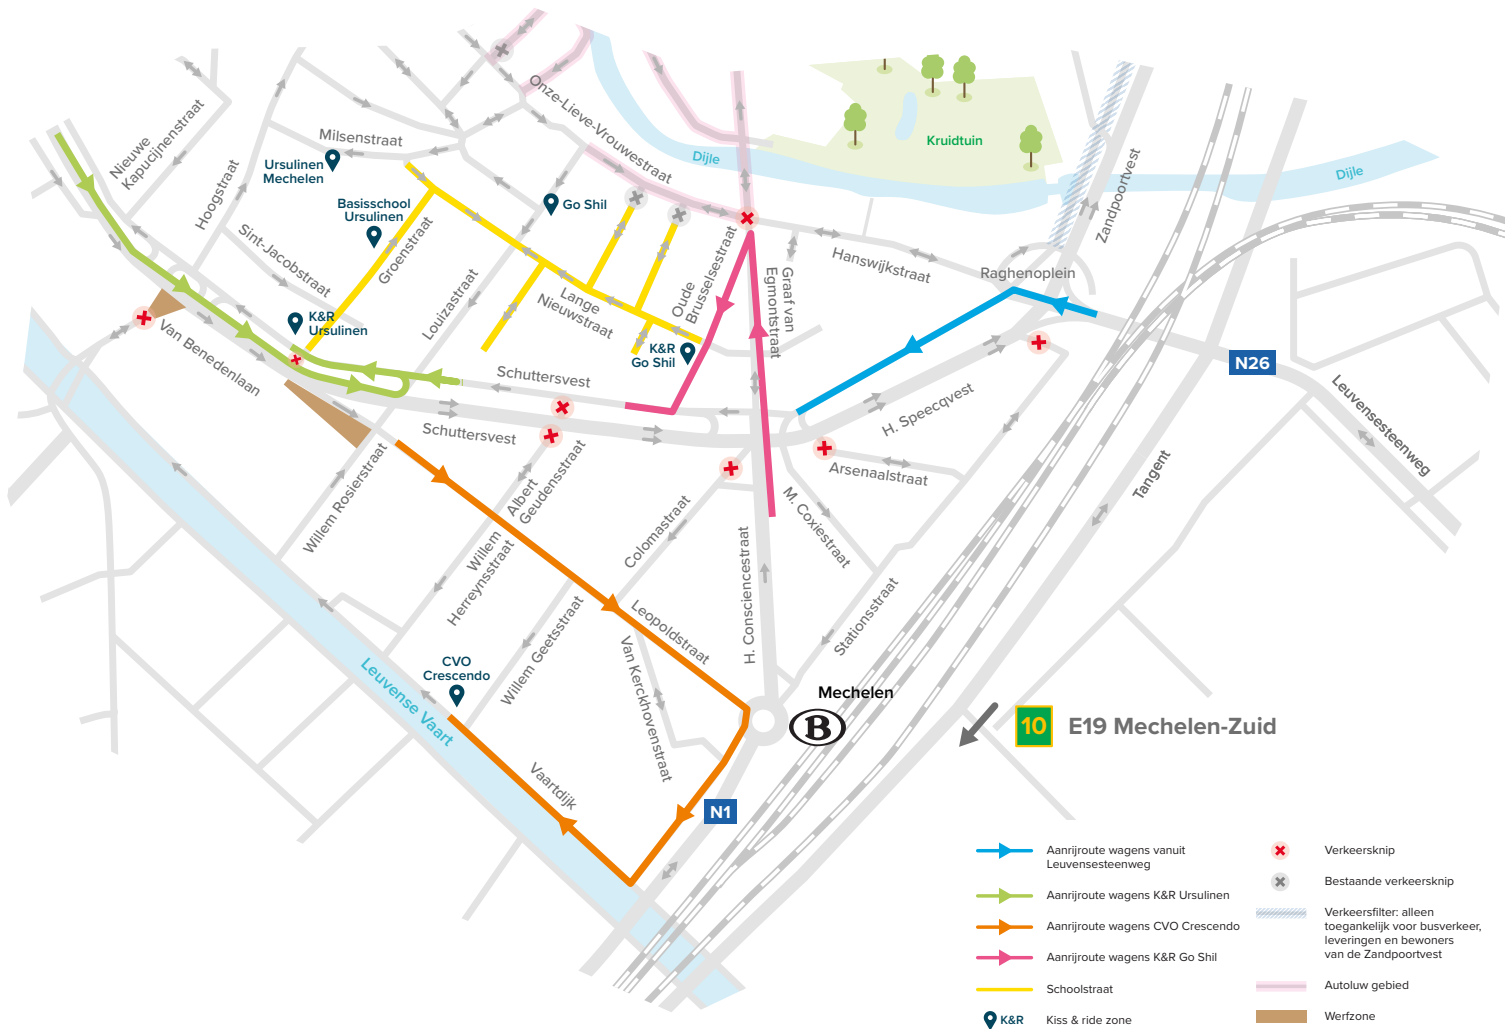 Onze-Lieve-Vrouwestraat
Nieuwe
Kapucijnenstraat
Milsenstraat
Ursulinen
Mechelen
Hoogstraat
Basisschool
Ursulinen
Go Shil
Dijle
Kruidtuin
Dijle
Zandpoortvest
Sint-Jacobstraat
Groenstraat
Louizastraat
Lange
Nieuwstraat
Oude
Brusselsestraat
Graaf van
Egmontstraat
Hanswijkstraat
Raghenoplein
K&R
Ursulinen
Van Benedenlaan
K&R
Go Shil
Schuttersvest
Schuttersvest
H. Speecqvest
N26
Leuvensesteenweg
Arsenaalstraat
Tangent
Willem Rosierstraat
Albert
Geudensstraat
Willem
Herreynsstraat
Colomastraat
M. Coxiestraat
H. Consciencestraat
Stationsstraat
Leopoldstraat
Willem Geetsstraat
Van Kerckhovenstraat
CVO
Crescendo
Leuvense Vaart
Vaartdijk
Mechelen
B
N1
10
E19 Mechelen-Zuid
Aanrijroute wagens vanuit
Leuvensesteenweg
Aanrijroute wagens K&R Ursulinen
Aanrijroute wagens CVO Crescendo
Aanrijroute wagens K&R Go Shil
Schoolstraat
K&R
Kiss & ride zone
Verkeersknip
Bestaande verkeersknip
Verkeersfilter: alleen
toegankelijk voor busverkeer,
leveringen en bewoners
van de Zandpoortvest
Autoluw gebied
Werfzone